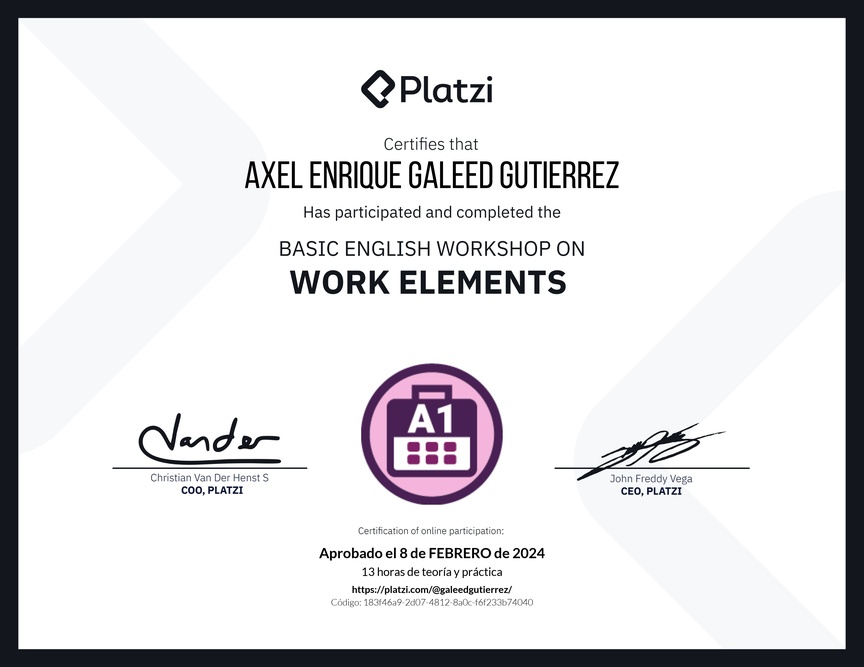 Platzi
Certifies that
AXEL ENRIQUE GALEED GUTIERREZ
Has participated and completed the
BASIC ENGLISH WORKSHOP ON
WORK ELEMENTS
A1
Vander
Christian Van Der Henst S
COO, PLATZI
John Freddy Vega
CEO, PLATZI
Certification of online participation:
Aprobado el 8 de FEBRERO de 2024
13 horas de teoría y práctica
https://platzi.com/@galeedgutierrez/
Código: 183f46a9-2d07-4812-8a0c-f6f233b74040